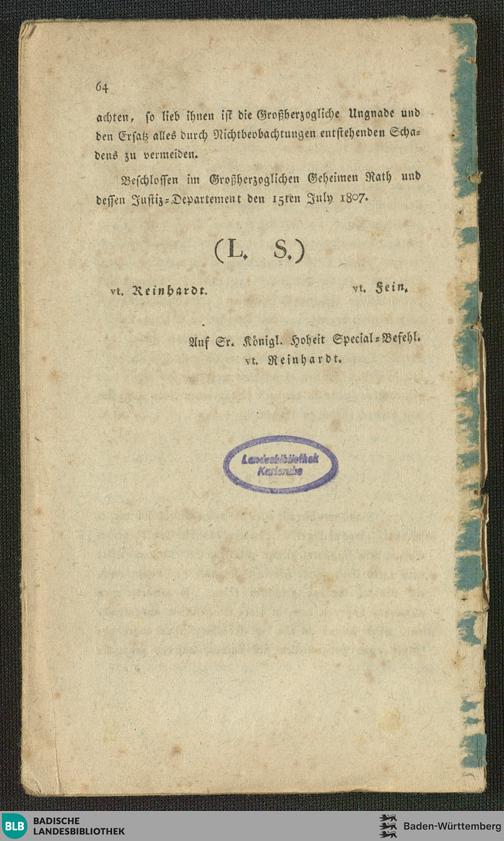 64
achten, so lieb ihnen ist die Großherzogliche Ungnade und
den Ersatz alles durch Nichtbeobachtungen entstehenden Scha-
dens zu vermeiden.
Beschlossen im Großherzoglichen Geheimen Rath und
dessen Justiz-Departement den 15ten July 1807.
(L. S.)
vt. Reinhardt. vt. Fein.
Auf Sr. Königl. Hoheit Special-Befehl.
vt. Reinhardt.
Landesbibliothek
Karlsruhe
BLB BADISCHE
LANDESBIBLIOTHEK
Baden-Württemberg